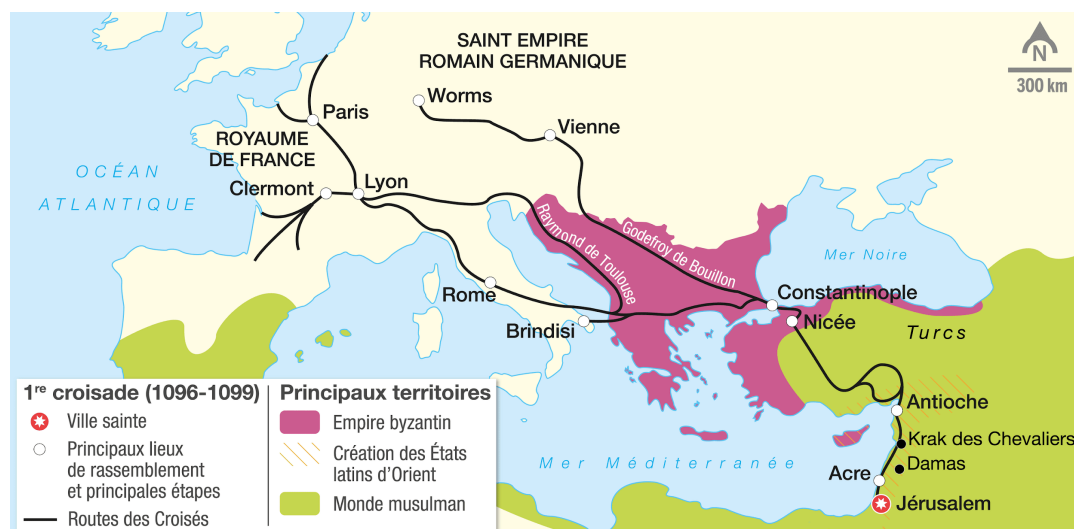 SAINT EMPIRE
ROMAIN GERMANIQUE
N
300 km
Worms
Paris
Vienne
ROYAUME
DE FRANCE
OCÉAN
ATLANTIQUE
Clermont
Lyon
Raymond de Toulouse
Godefroy de Bouillon
Mer Noire
Rome
Constantinople
Brindisi
Nicée
Turcs
Antioche
Krak des Chevaliers
Damas
Mer Méditerranée
Acre
Jérusalem
1re croisade (1096-1099)
Ville sainte
Principaux lieux
de rassemblement
et principales étapes
Routes des Croisés
Principaux territoires
Empire byzantin
Création des États
latins d'Orient
Monde musulman